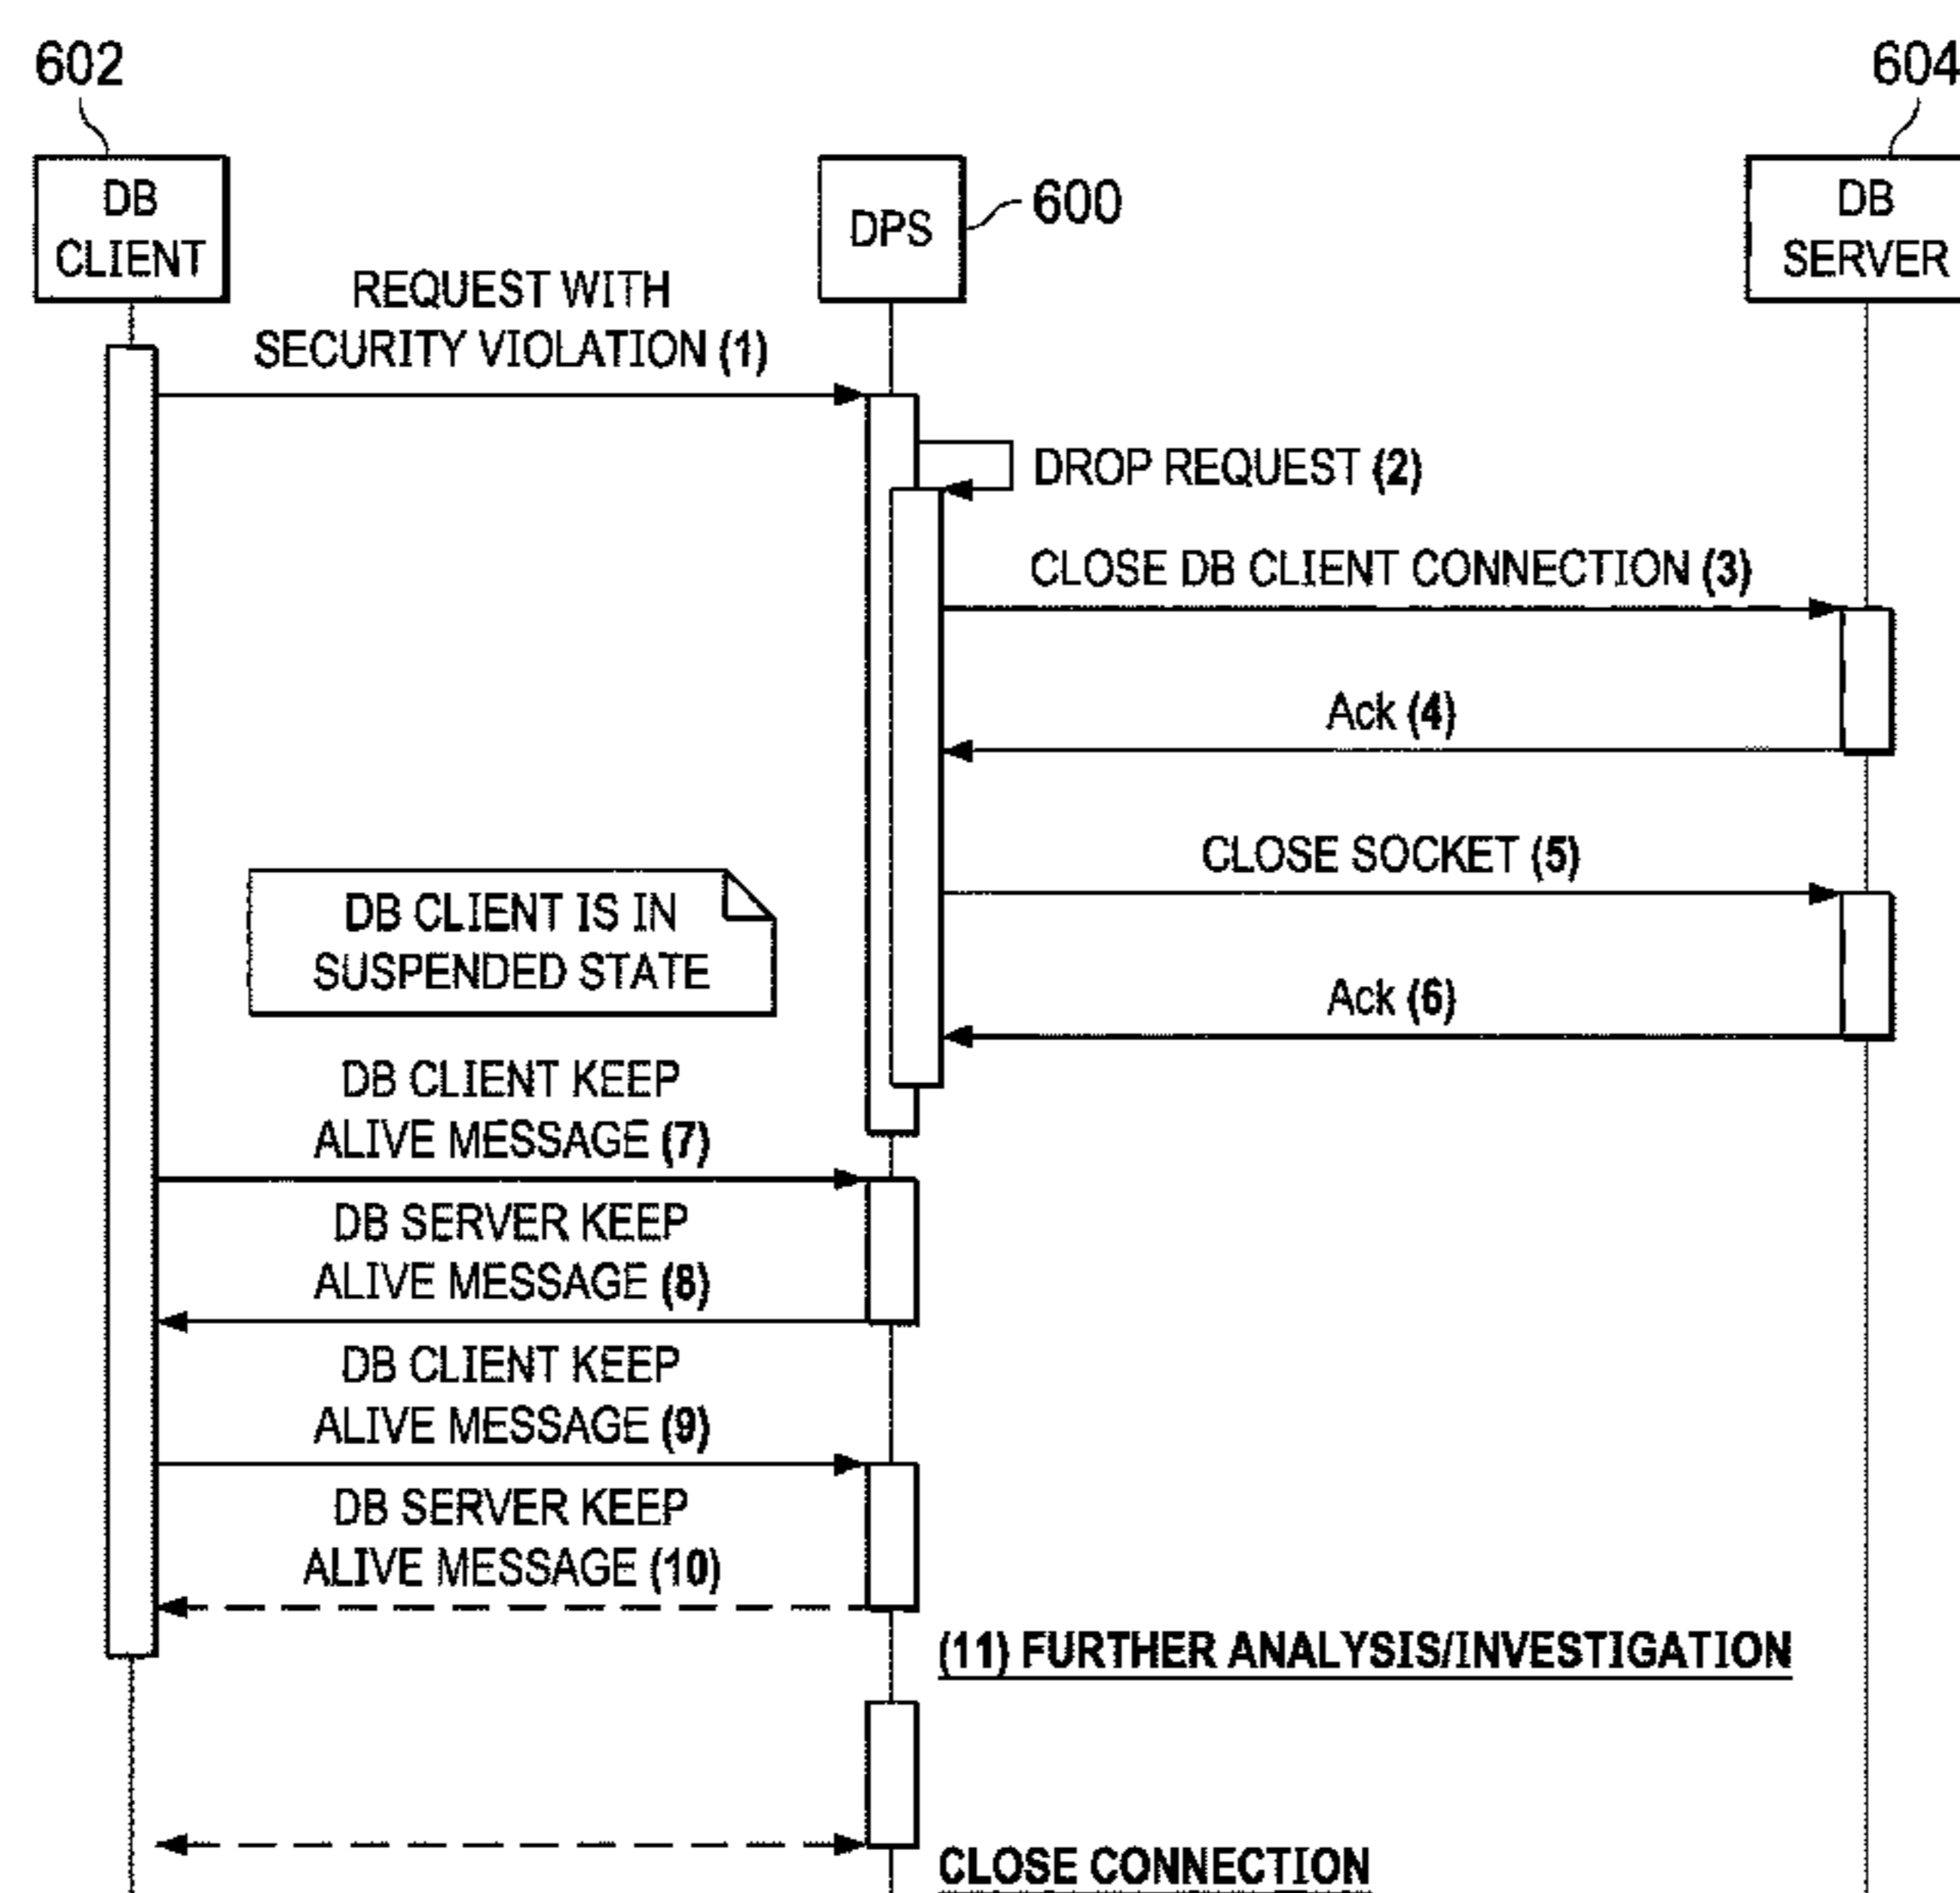 602
604
DB
CLIENT
DPS
600
DB
SERVER
REQUEST WITH
SECURITY VIOLATION (1)
DROP REQUEST (2)
CLOSE DB CLIENT CONNECTION (3)
Ack (4)
CLOSE SOCKET (5)
DB CLIENT IS IN
SUSPENDED STATE
Ack (6)
DB CLIENT KEEP
ALIVE MESSAGE (7)
DB SERVER KEEP
ALIVE MESSAGE (8)
DB CLIENT KEEP
ALIVE MESSAGE (9)
DB SERVER KEEP
ALIVE MESSAGE (10)
(11) FURTHER ANALYSIS/INVESTIGATION
CLOSE CONNECTION